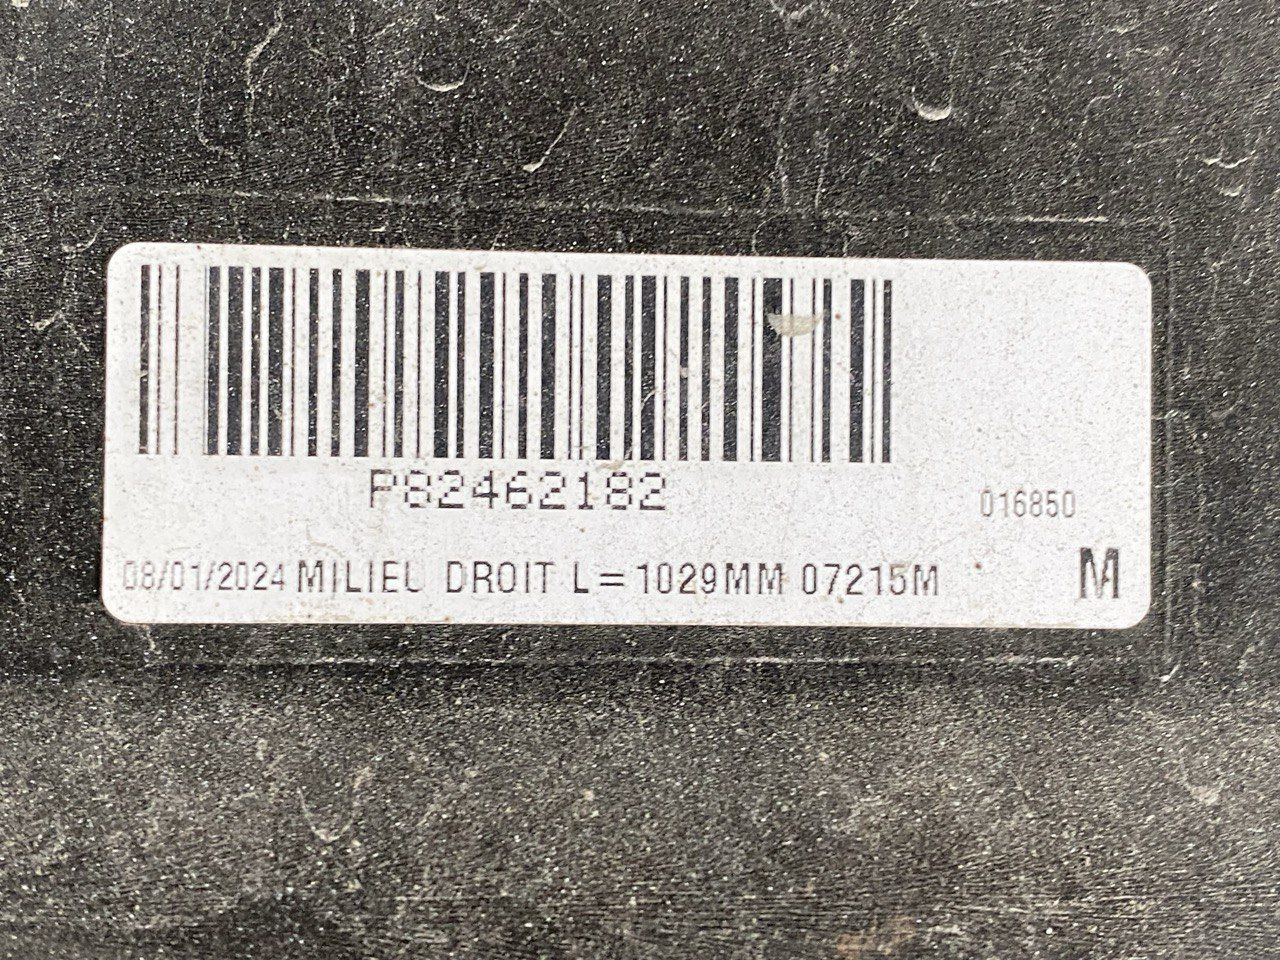 P82462182
016850
08/01/2024 MILIEU DROIT L=1029MM 07215M
M